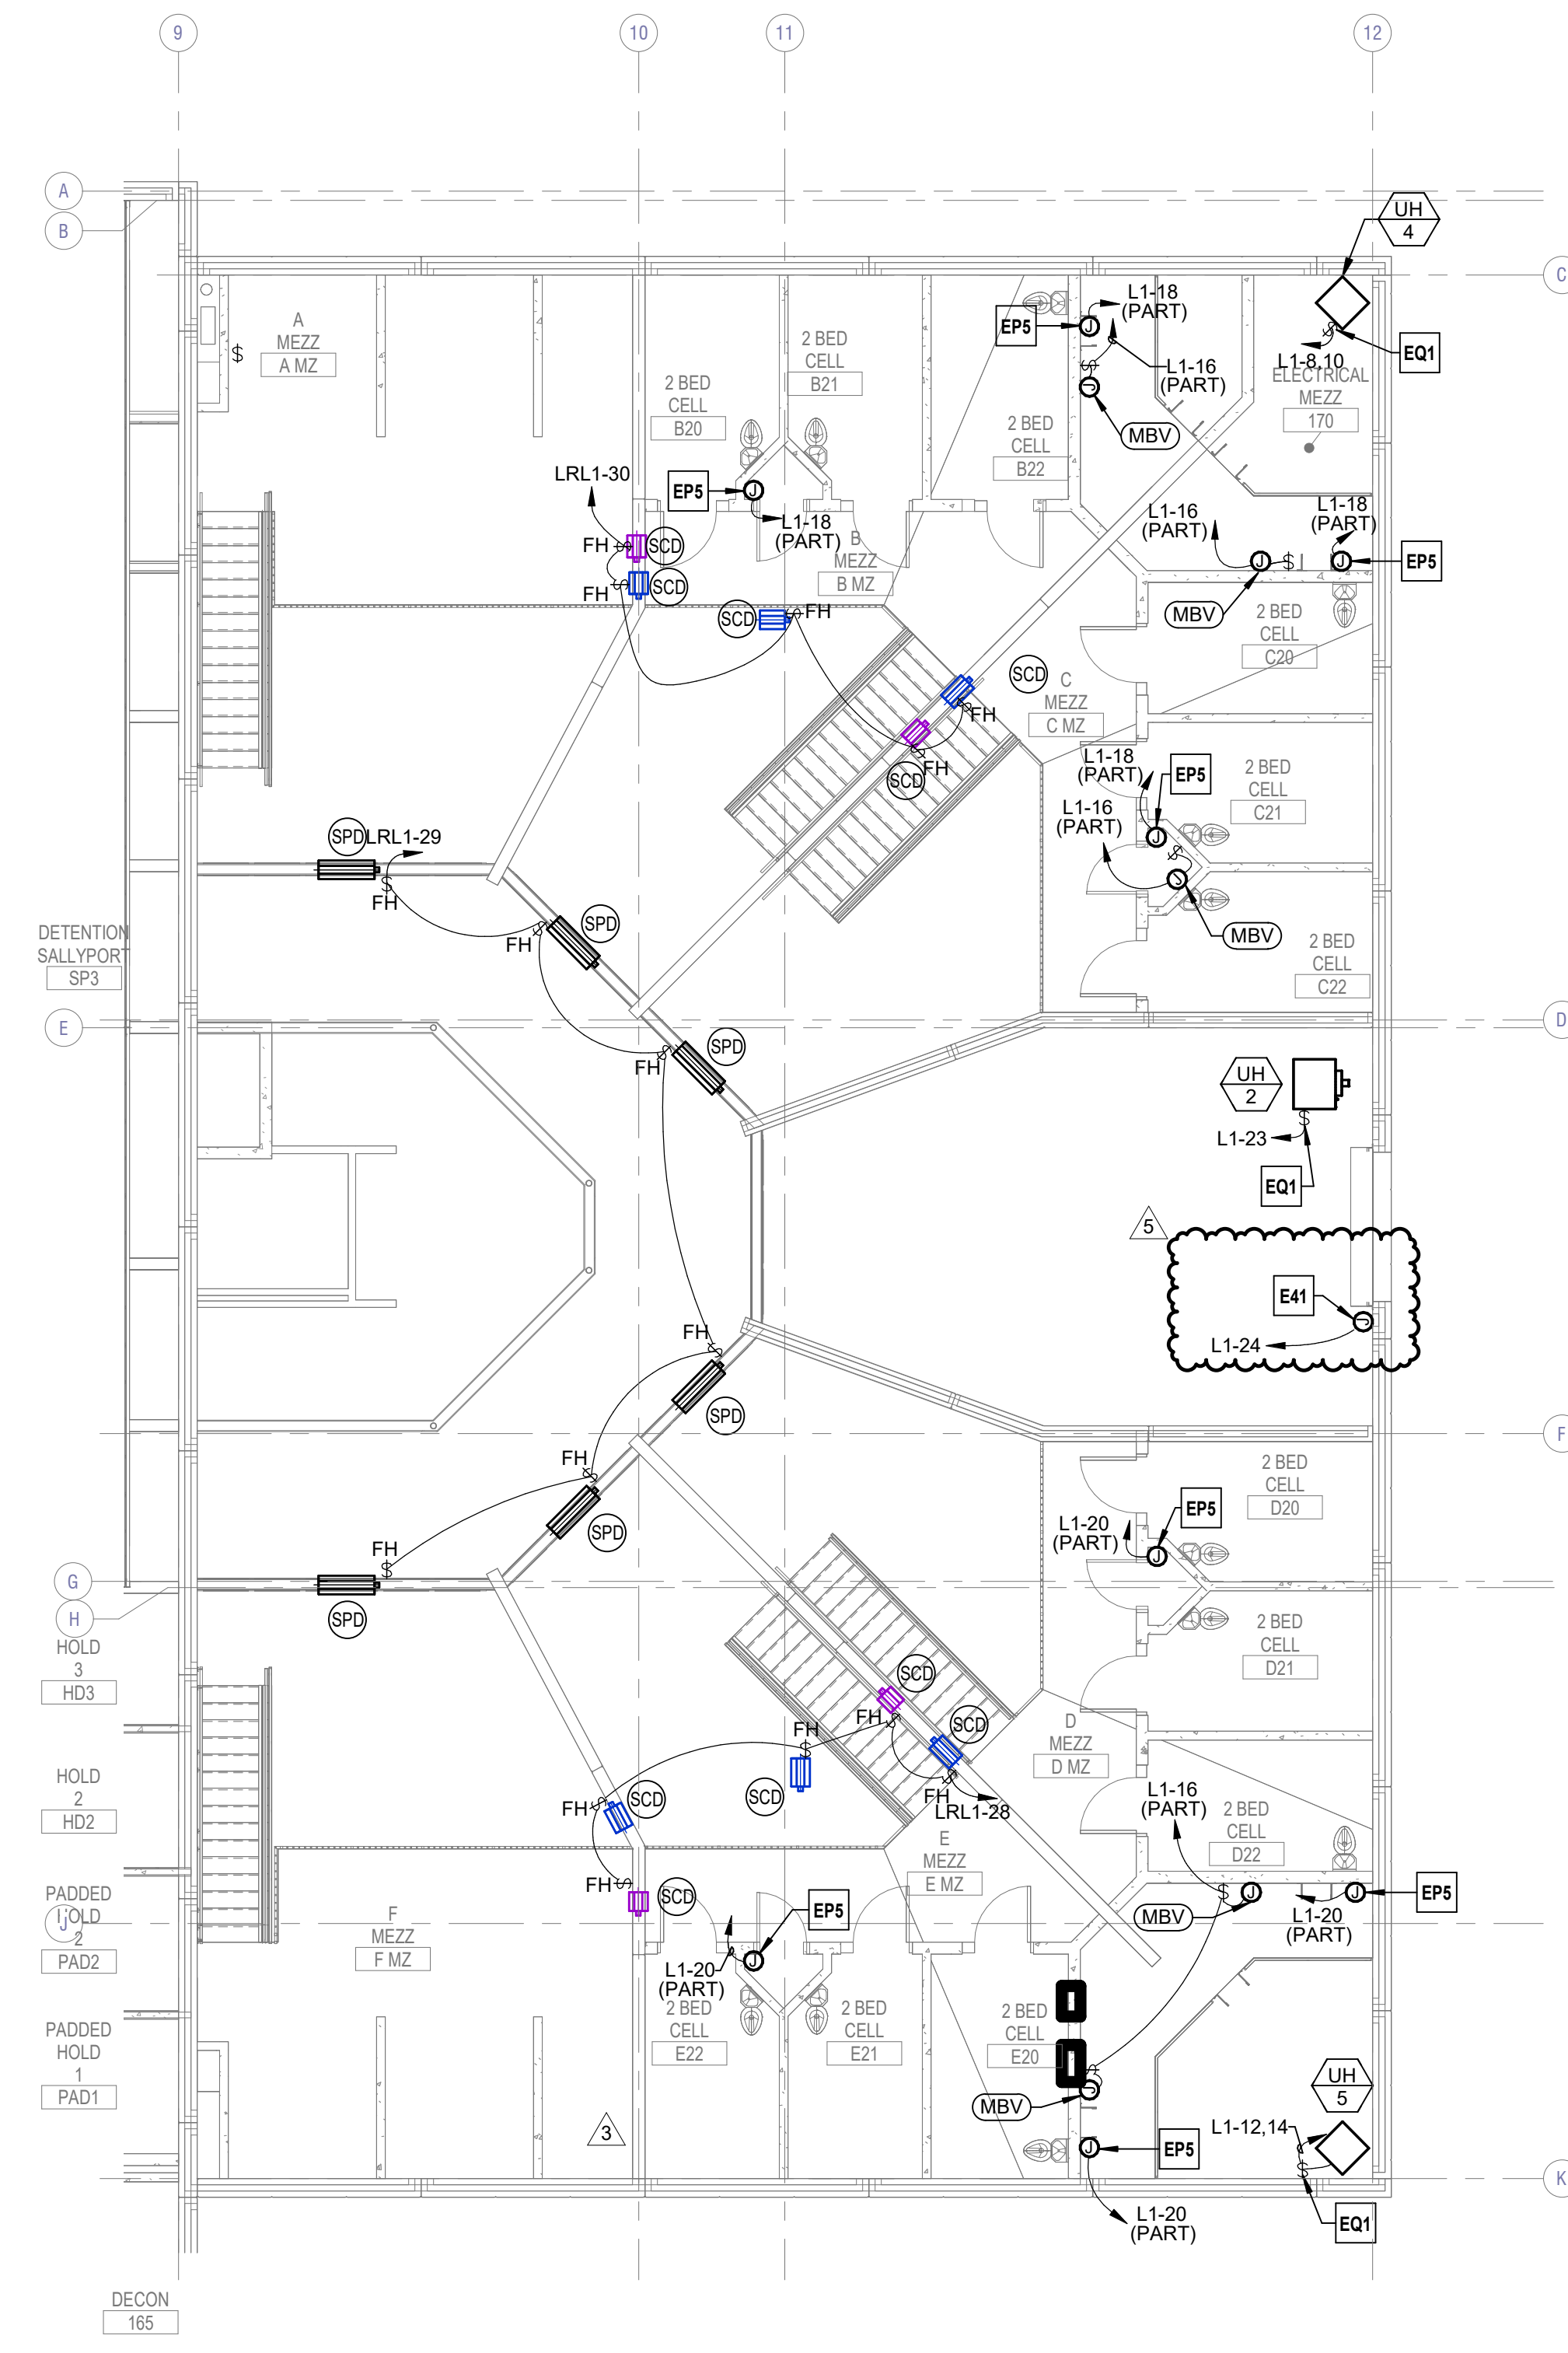 9
10
11
12
A
B
UH
4
C
A
MEZZ
A MZ
$
2 BED
CELL
B21
2 BED
CELL
B20
EP5
J
L1-18
(PART)
L1-16
(PART)
$
J
MBV
2 BED
CELL
B22
$
EQ1
L1-8,10
ELECTRICAL
MEZZ
170
LRL1-30
EP5
J
L1-18
(PART)
B
MEZZ
B MZ
L1-16
(PART)
L1-18
(PART)
J
$
J
EP5
MBV
FH
$
SCD
FH
$
SCD
SCD
$
FH
2 BED
CELL
C20
SCD
C
MEZZ
C MZ
$
FH
$
FH
SCD
L1-18
(PART)
EP5
L1-16
(PART)
J
$
J
MBV
2 BED
CELL
C21
2 BED
CELL
C22
SPD
LRL1-29
$
FH
SPD
FH
$
DETENTION
SALLYPORT
SP3
E
D
SPD
FH
$
UH
2
$
L1-23
EQ1
5
E41
J
L1-24
FH
$
SPD
F
FH
$
SPD
2 BED
CELL
D20
EP5
L1-20
(PART)
J
FH
$
SPD
G
H
HOLD
3
HD3
2 BED
CELL
D21
SCD
FH
$
SCD
FH
$
SCD
$
FH
LRL1-28
D
MEZZ
D MZ
HOLD
2
HD2
L1-16
(PART)
2 BED
CELL
D22
FH
$
SCD
E
MEZZ
E MZ
FH
$
SCD
$
J
MBV
J
EP5
L1-20
(PART)
PADDED
HOLD
2
PAD2
J
F
MEZZ
F MZ
EP5
J
L1-20
(PART)
2 BED
CELL
E22
2 BED
CELL
E21
2 BED
CELL
E20
PADDED
HOLD
1
PAD1
$
J
MBV
UH
5
3
J
EP5
L1-12,14
$
EQ1
K
L1-20
(PART)
DECON
165